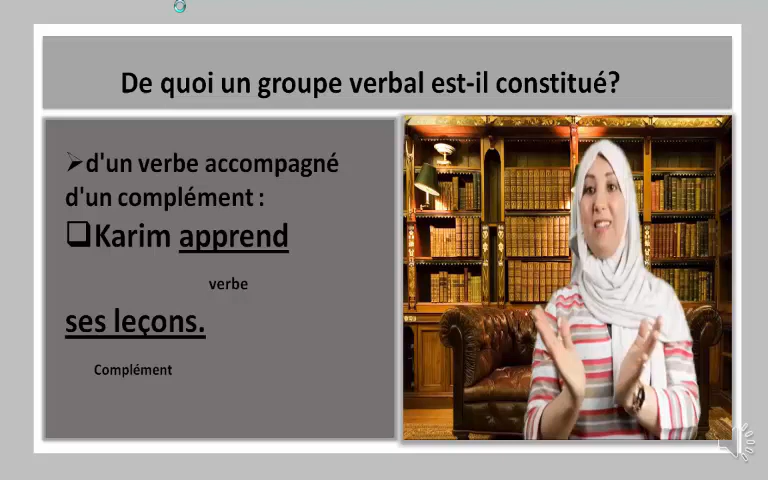 De quoi un groupe verbal est-il constitué?
➢d'un verbe accompagné
d'un complément :
❑Karim apprend
verbe
ses leçons.
Complément